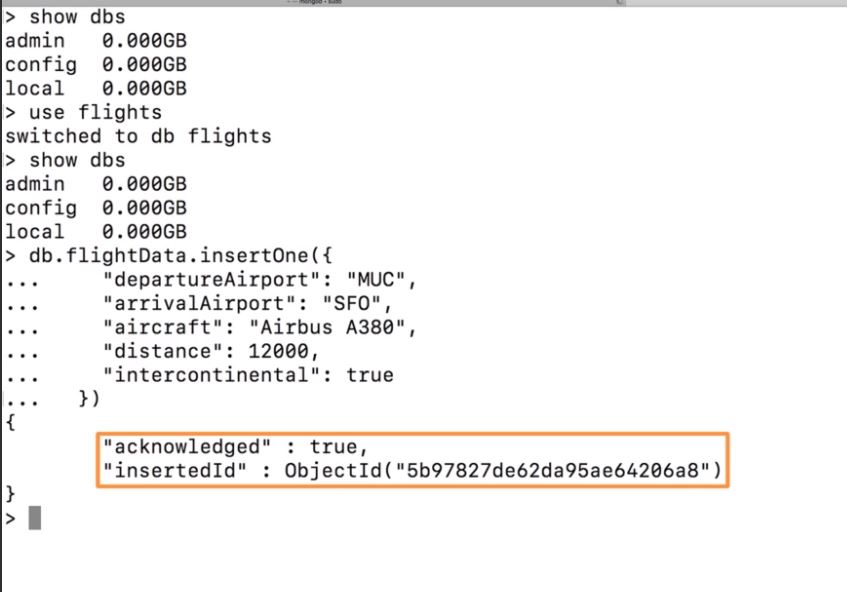 ~ — mongod • sudo
> show dbs
admin   0.000GB
config  0.000GB
local   0.000GB
> use flights
switched to db flights
> show dbs
admin   0.000GB
config  0.000GB
local   0.000GB
> db.flightData.insertOne({
...     "departureAirport": "MUC",
...     "arrivalAirport": "SFO",
...     "aircraft": "Airbus A380",
...     "distance": 12000,
...     "intercontinental": true
...   })
{
        "acknowledged" : true,
        "insertedId" : ObjectId("5b97827de62da95ae64206a8")
}
>